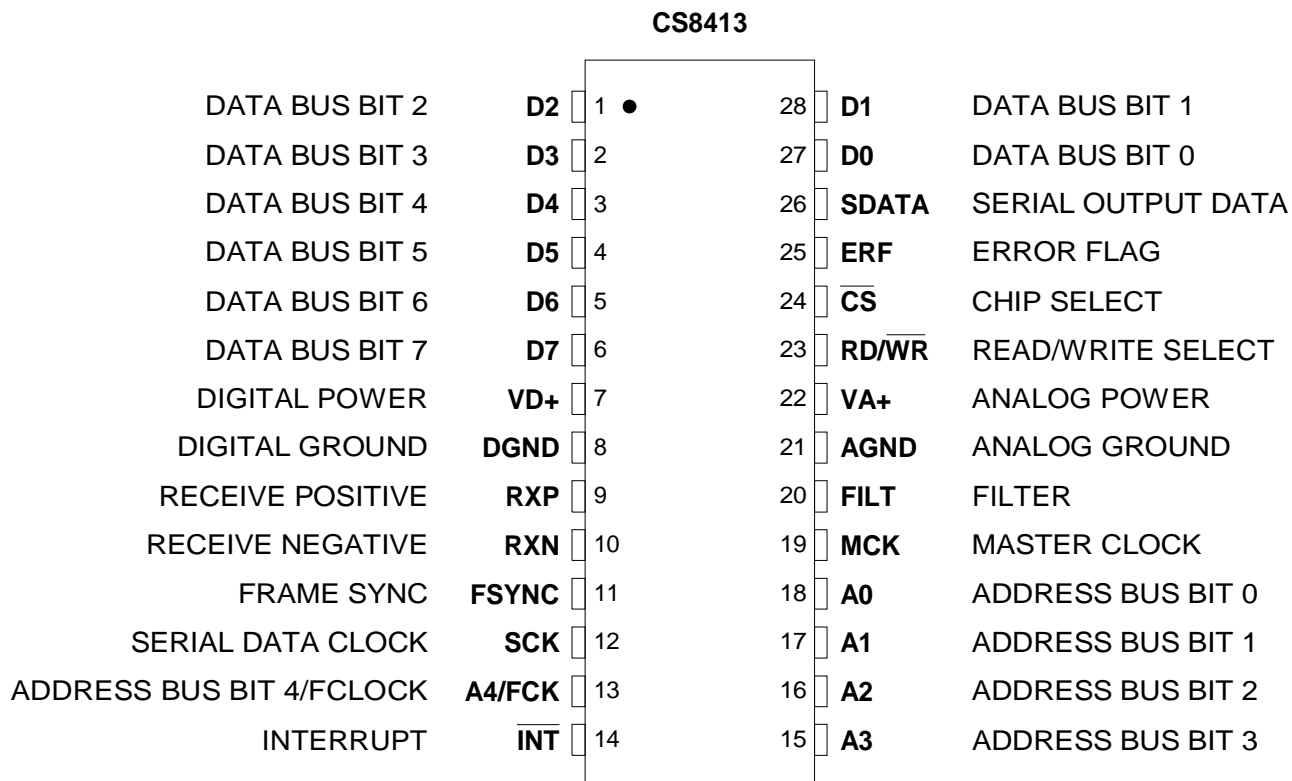 CS8413
DATA BUS BIT 2 D2 1 28 D1 DATA BUS BIT 1
DATA BUS BIT 3 D3 2 27 D0 DATA BUS BIT 0
DATA BUS BIT 4 D4 3 26 SDATA SERIAL OUTPUT DATA
DATA BUS BIT 5 D5 4 25 ERF ERROR FLAG
DATA BUS BIT 6 D6 5 24 C̅S̅ CHIP SELECT
DATA BUS BIT 7 D7 6 23 RD/W̅R̅ READ/WRITE SELECT
DIGITAL POWER VD+ 7 22 VA+ ANALOG POWER
DIGITAL GROUND DGND 8 21 AGND ANALOG GROUND
RECEIVE POSITIVE RXP 9 20 FILT FILTER
RECEIVE NEGATIVE RXN 10 19 MCK MASTER CLOCK
FRAME SYNC FSYNC 11 18 A0 ADDRESS BUS BIT 0
SERIAL DATA CLOCK SCK 12 17 A1 ADDRESS BUS BIT 1
ADDRESS BUS BIT 4/FCLOCK A4/FCK 13 16 A2 ADDRESS BUS BIT 2
INTERRUPT I̅N̅T̅ 14 15 A3 ADDRESS BUS BIT 3